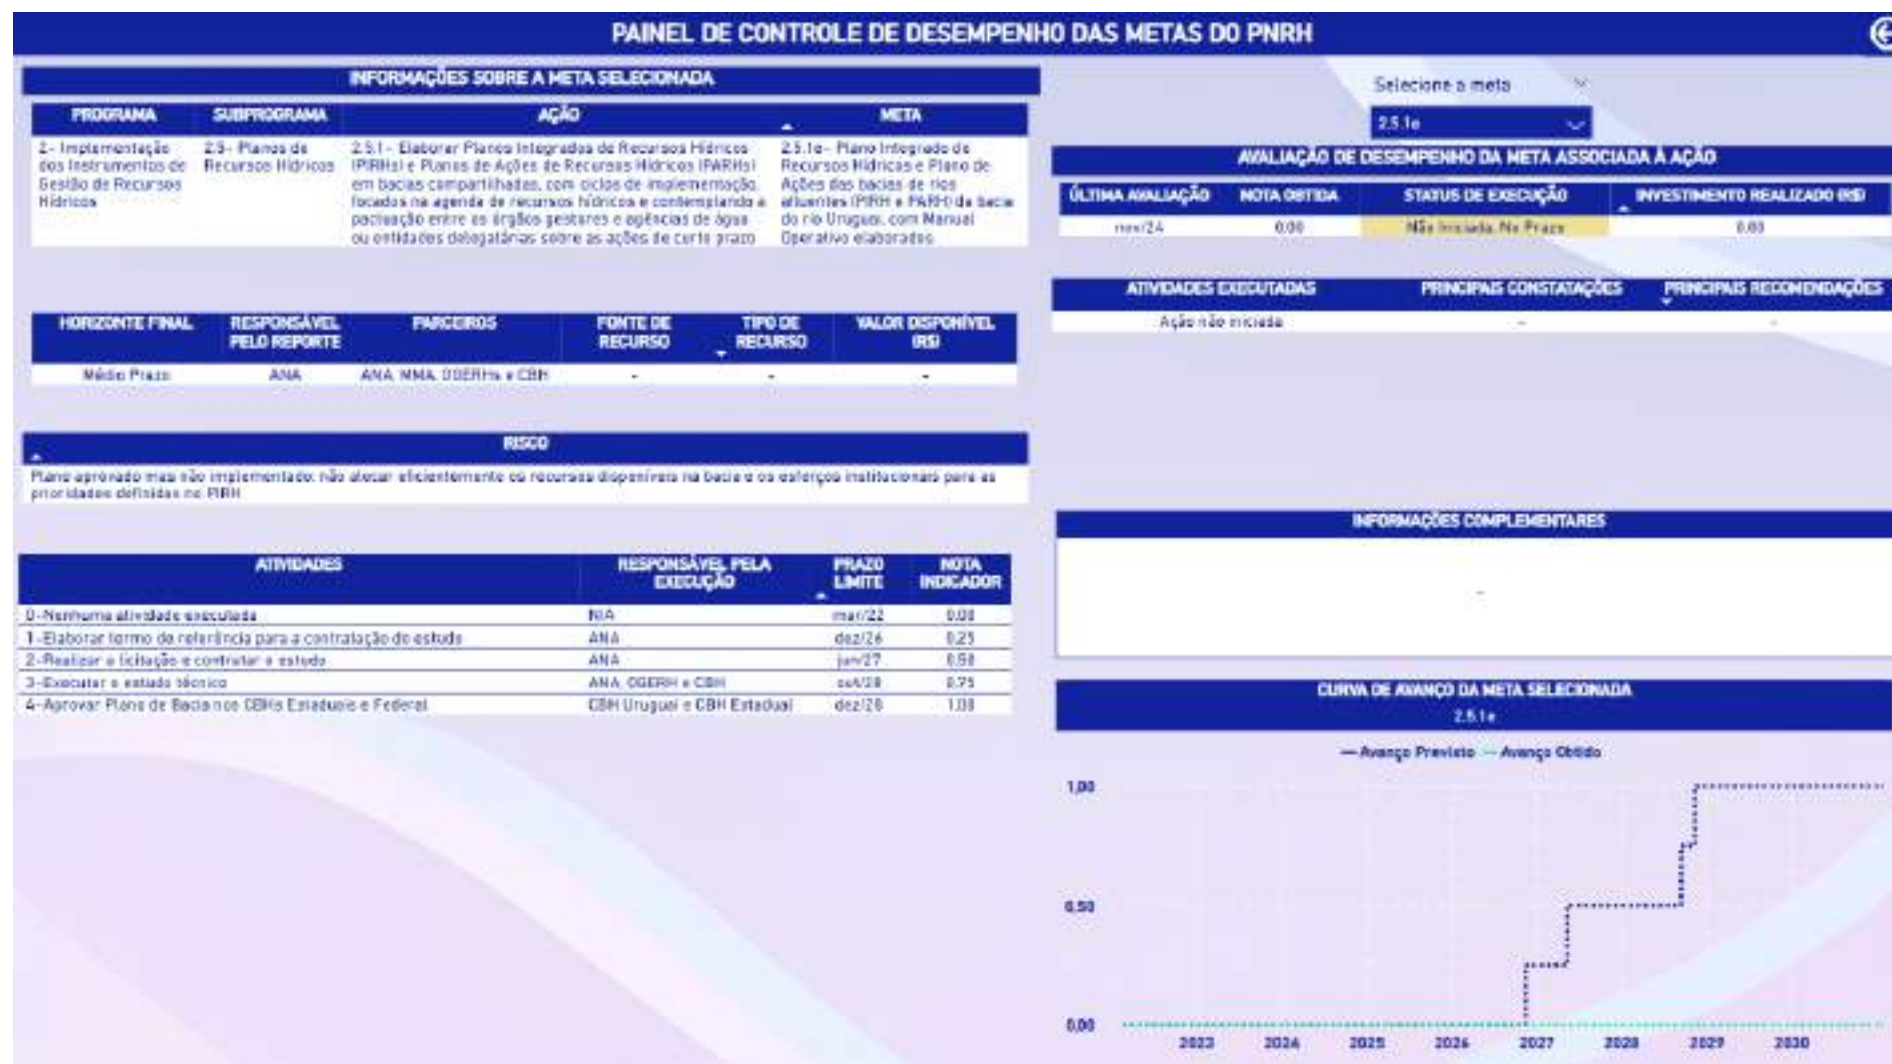 PAINEL DE CONTROLE DE DESEMPENHO DAS METAS DO PNRH
INFORMAÇÕES SOBRE A META SELECIONADA
PROGRAMA SUBPROGRAMA AÇÃO META
2- Implementação dos Instrumentos de Gestão de Recursos Hídricos
2.5- Planos de Recursos Hídricos
2.5.1- Elaborar Planos Integrados de Recursos Hídricos
(PIRHs) e Planos de Ações de Recursos Hídricos (PARHs)
em bacias compartilhadas, com ciclos de implementação,
focados na agenda de recursos hídricos e contemplando a
pactuação entre os órgãos gestores e agências de água
ou entidades delegatárias sobre as ações de curto prazo
2.5.1e- Plano Integrado de
Recursos Hídricos e Plano de
Ações das bacias de rios
afluentes (PIRH e PARH) da bacia
do rio Uruguai, com Manual
Operativo elaborados
HORIZONTE FINAL RESPONSÁVEL PELO REPORTE PARCEIROS FONTE DE RECURSO TIPO DE RECURSO VALOR DISPONÍVEL (R$)
Médio Prazo ANA ANA, MMA, OGERHs e CBH - - -
RISCO
Plano aprovado mas não implementado; não alocar eficientemente os recursos disponíveis na bacia e os esforços institucionais para as
prioridades definidas no PIRH
ATIVIDADES RESPONSÁVEL PELA EXECUÇÃO PRAZO LIMITE NOTA INDICADOR
0-Nenhuma atividade executada N/A mar/22 0.00
1-Elaborar termo de referência para a contratação do estudo ANA dez/26 0.25
2-Realizar a licitação e contratar o estudo ANA jun/27 0.50
3-Executar o estudo técnico ANA, OGERH e CBH out/28 0.75
4-Aprovar Plano de Bacia nos CBHs Estaduais e Federal CBH Uruguai e CBH Estadual dez/28 1.00
Selecione a meta
2.5.1e
AVALIAÇÃO DE DESEMPENHO DA META ASSOCIADA À AÇÃO
ÚLTIMA AVALIAÇÃO NOTA OBTIDA STATUS DE EXECUÇÃO INVESTIMENTO REALIZADO (R$)
nov/24 0.00 Não Iniciada, No Prazo 0.00
ATIVIDADES EXECUTADAS PRINCIPAIS CONSTATAÇÕES PRINCIPAIS RECOMENDAÇÕES
Ação não iniciada - -
INFORMAÇÕES COMPLEMENTARES
-
CURVA DE AVANÇO DA META SELECIONADA
2.5.1e
Avanço Previsto Avanço Obtido
1,00
0,50
0,00
2023 2024 2025 2026 2027 2028 2029 2030